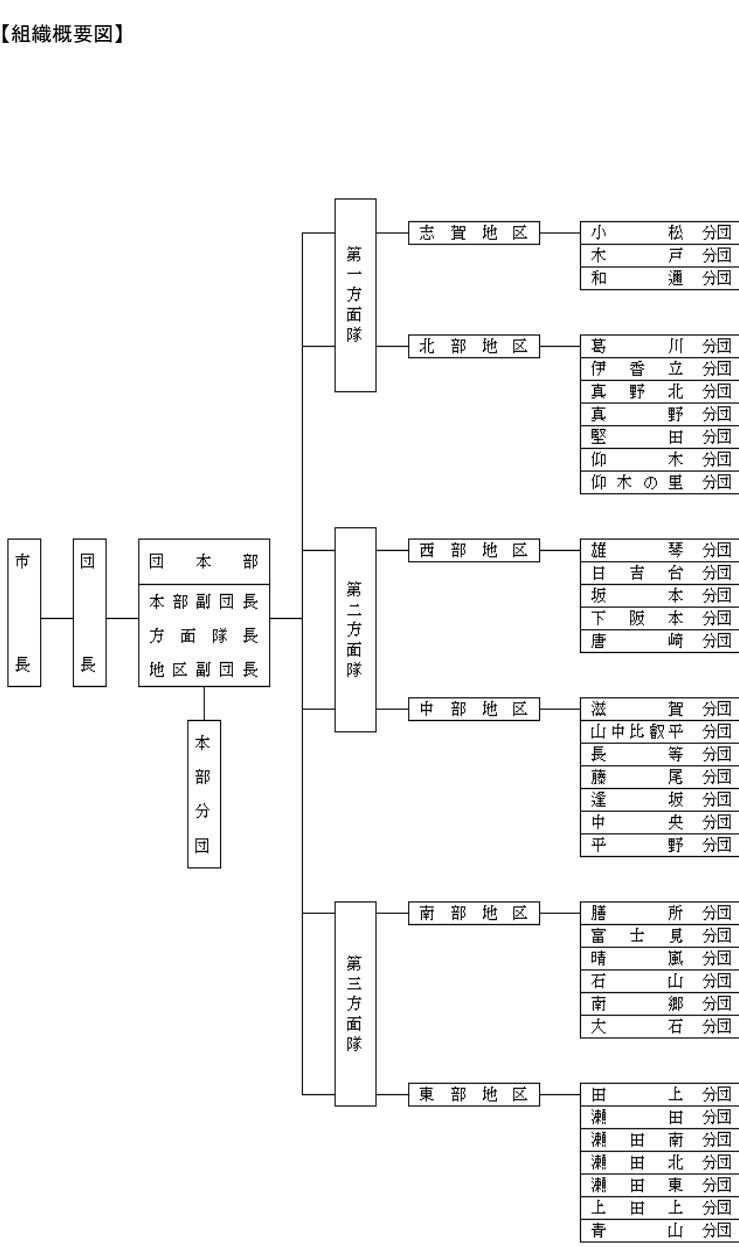 【組織概要図】
市長
団長
団本部
本部副団長
方面隊長
地区副団長
本部分団
第一方面隊
志賀地区
小松分団
木戸分団
和邇分団
北部地区
葛川分団
伊香立分団
真野北分団
真野分団
堅田分団
仰木分団
仰木の里分団
第二方面隊
西部地区
雄琴分団
日吉台分団
坂本分団
下阪本分団
唐崎分団
中部地区
滋賀分団
山中比叡平分団
長等分団
藤尾分団
逢坂分団
中央分団
平野分団
第三方面隊
南部地区
膳所分団
富士見分団
晴嵐分団
石山分団
南郷分団
大石分団
東部地区
田上分団
瀬田分団
瀬田南分団
瀬田北分団
瀬田東分団
上田上分団
青山分団